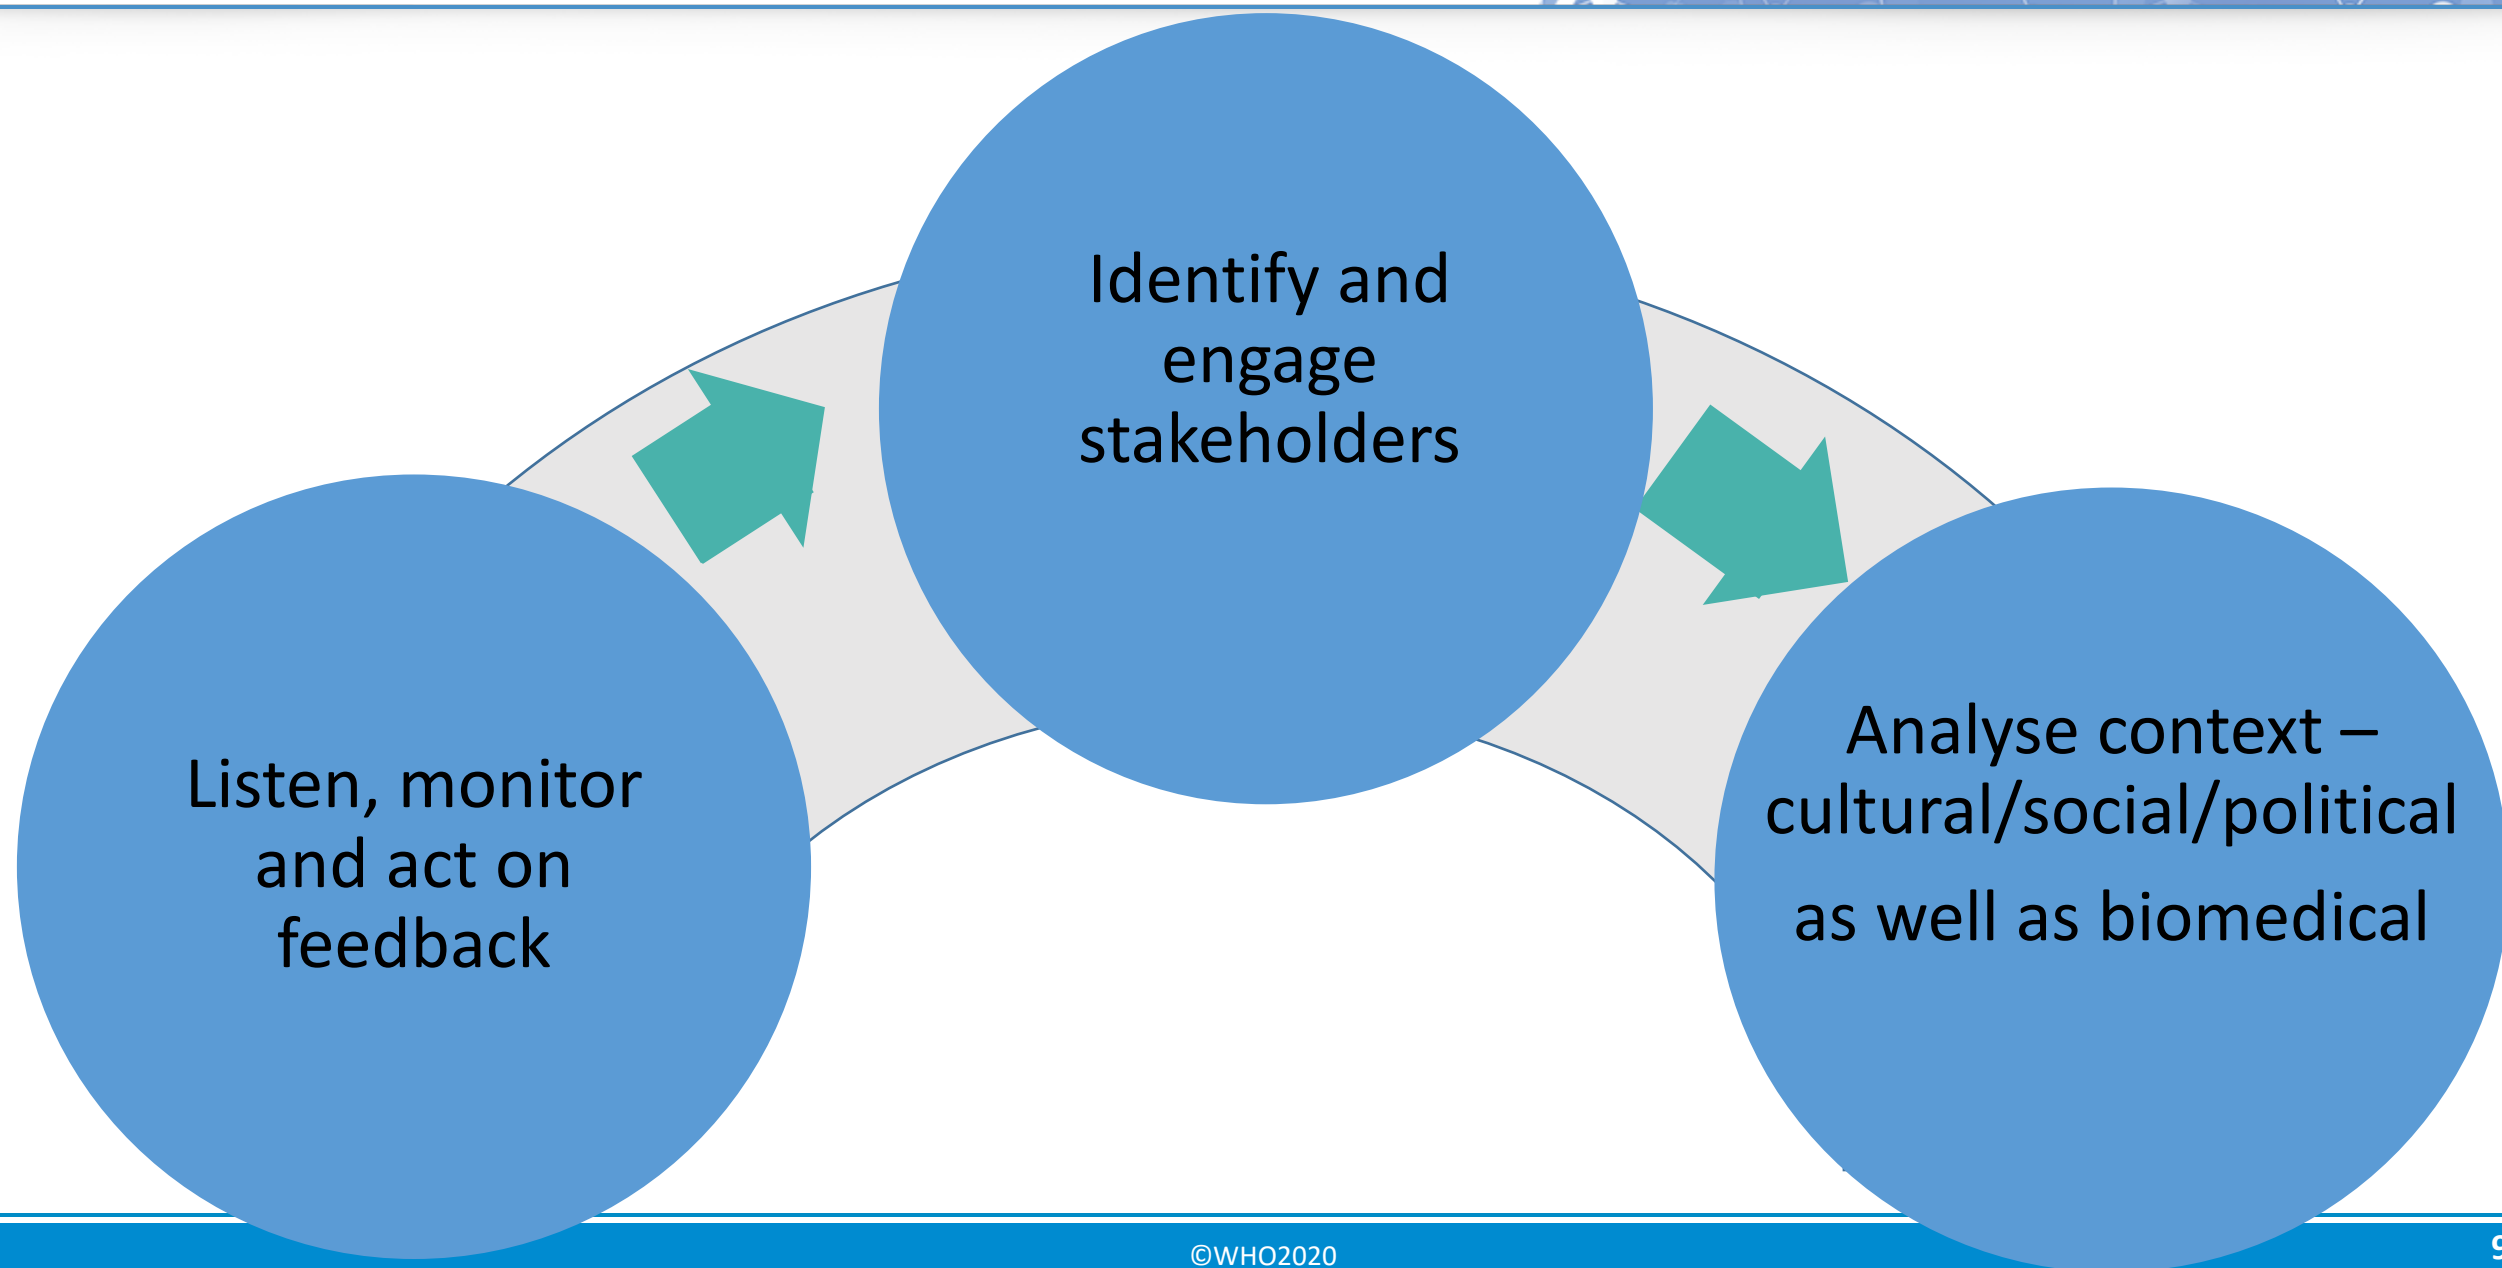 Identify and
engage
stakeholders
Listen, monitor
and act on
feedback
Analyse context –
cultural/social/political
as well as biomedical
©WHO2020
9